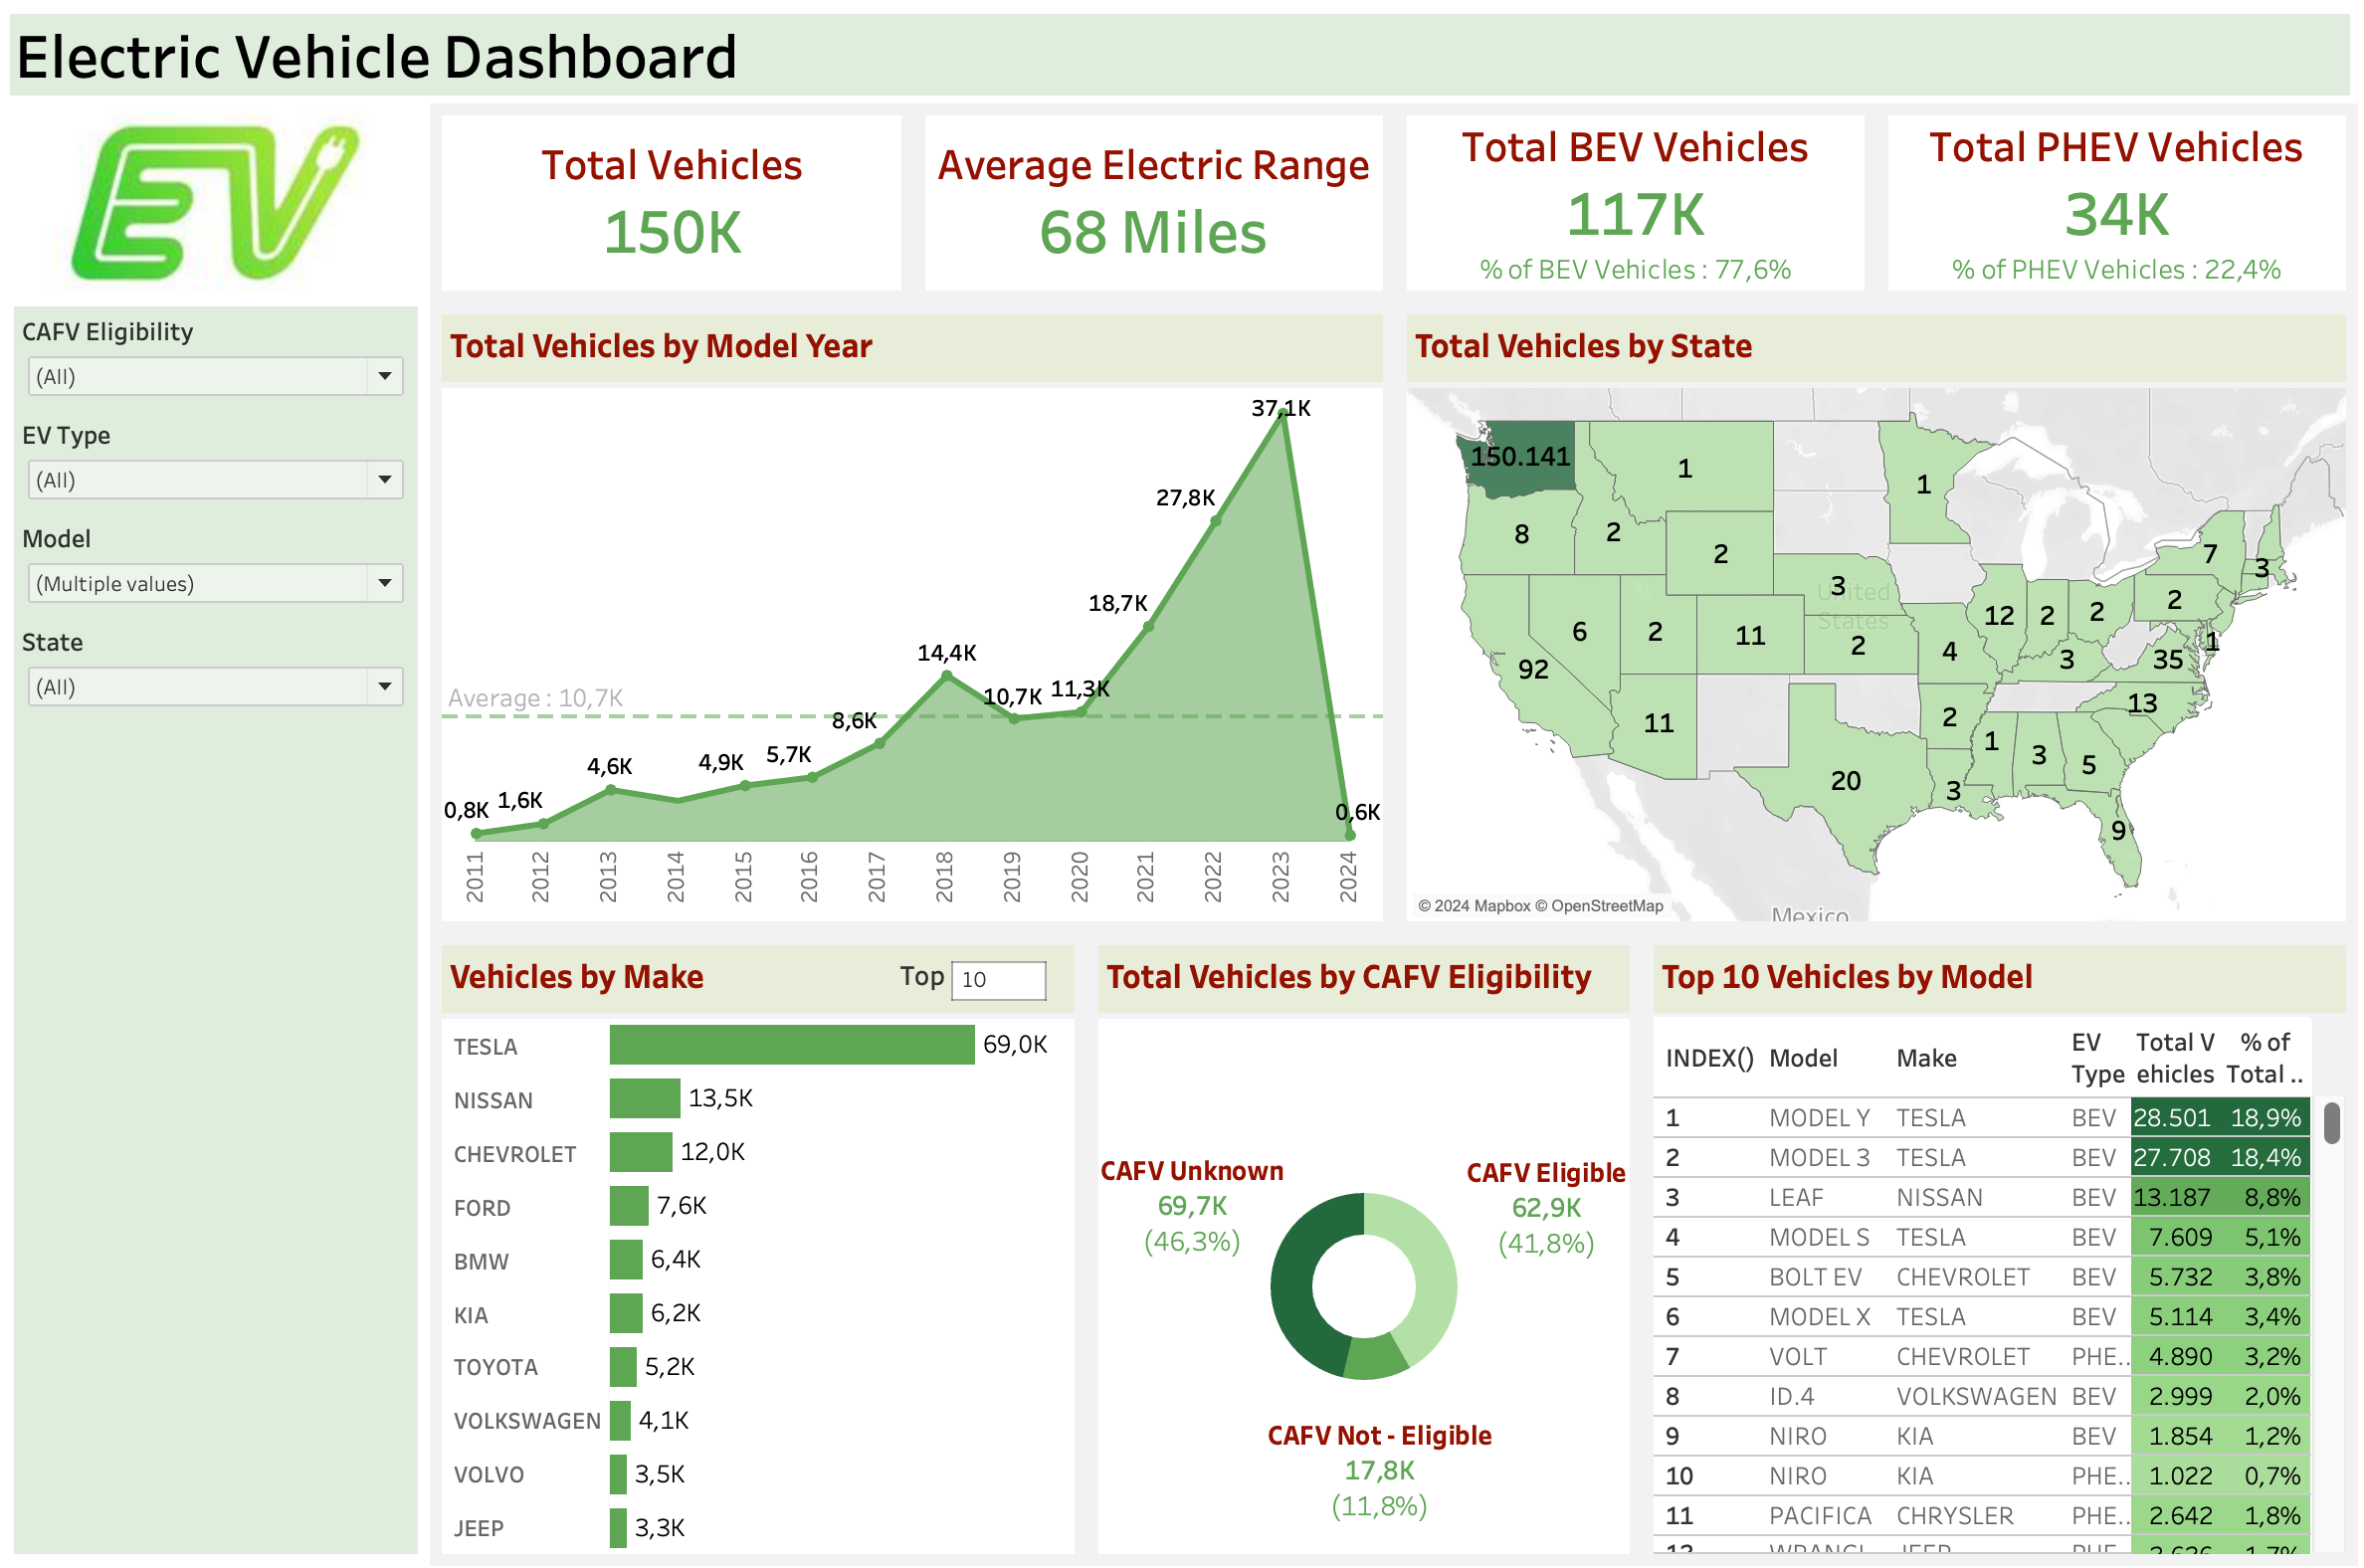 Electric Vehicle Dashboard
EV
CAFV Eligibility
(All)
EV Type
(All)
Model
(Multiple values)
State
(All)
Total Vehicles
150K
Average Electric Range
68 Miles
Total BEV Vehicles
117K
% of BEV Vehicles : 77,6%
Total PHEV Vehicles
34K
% of PHEV Vehicles : 22,4%
Total Vehicles by Model Year
37,1K
27,8K
18,7K
14,4K
10,7K 11,3K
Average : 10,7K
8,6K
4,6K 4,9K 5,7K
0,8K 1,6K 0,6K
2011 2012 2013 2014 2015 2016 2017 2018 2019 2020 2021 2022 2023 2024
Total Vehicles by State
150.141 1 1
8 2 2 7
3 3
United
States
6 2 11 2 4 12 2 2 2 1
92 3 35
11 2 13
20 3 1 3 5
9
© 2024 Mapbox © OpenStreetMap
Mexico
Vehicles by Make Top 10
TESLA 69,0K
NISSAN 13,5K
CHEVROLET 12,0K
FORD 7,6K
BMW 6,4K
KIA 6,2K
TOYOTA 5,2K
VOLKSWAGEN 4,1K
VOLVO 3,5K
JEEP 3,3K
Total Vehicles by CAFV Eligibility
CAFV Unknown
69,7K
(46,3%)
CAFV Eligible
62,9K
(41,8%)
CAFV Not - Eligible
17,8K
(11,8%)
Top 10 Vehicles by Model
INDEX() Model Make EV Type Total Vehicles % of Total ..
1 MODEL Y TESLA BEV 28.501 18,9%
2 MODEL 3 TESLA BEV 27.708 18,4%
3 LEAF NISSAN BEV 13.187 8,8%
4 MODEL S TESLA BEV 7.609 5,1%
5 BOLT EV CHEVROLET BEV 5.732 3,8%
6 MODEL X TESLA BEV 5.114 3,4%
7 VOLT CHEVROLET PHE.. 4.890 3,2%
8 ID.4 VOLKSWAGEN BEV 2.999 2,0%
9 NIRO KIA BEV 1.854 1,2%
10 NIRO KIA PHE.. 1.022 0,7%
11 PACIFICA CHRYSLER PHE.. 2.642 1,8%